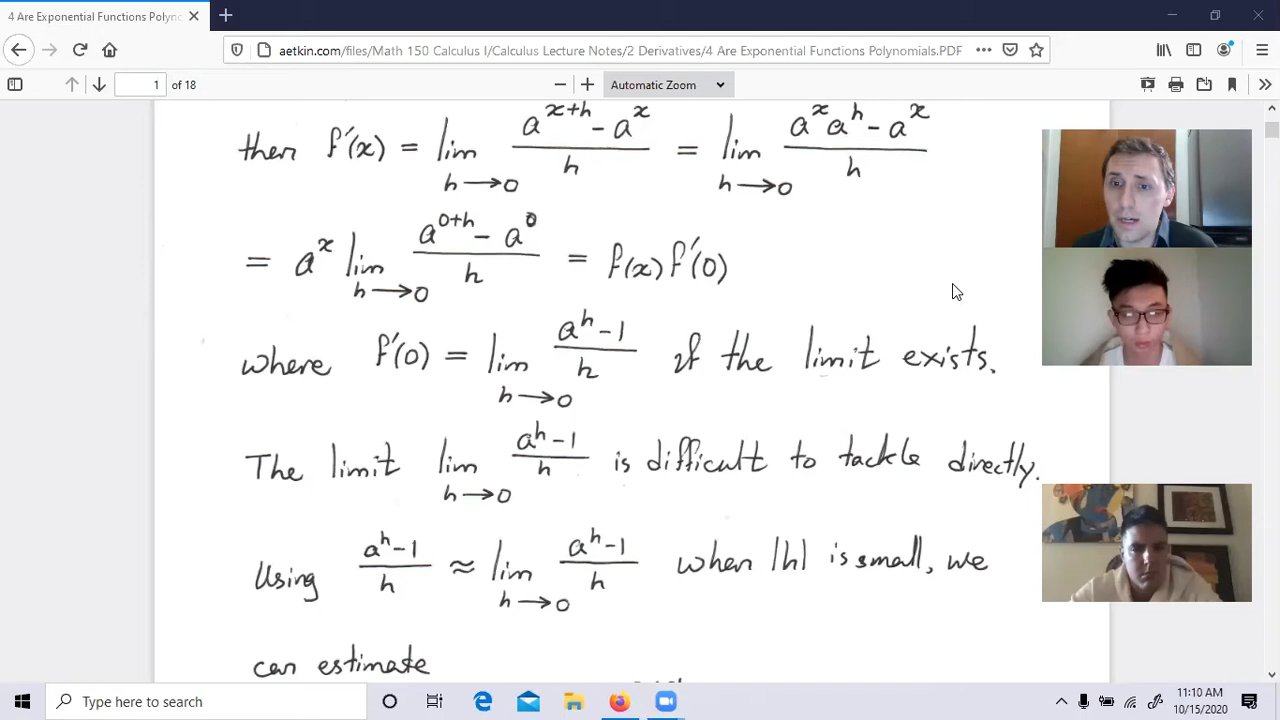 4 Are Exponential Functions Polyn
aetkin.com/files/Math 150 Calculus I/Calculus Lecture Notes/2 Derivatives/4 Are Exponential Functions Polynomials.PDF
1 of 18
Automatic Zoom
then f'(x) = lim h→0 (a^(x+h) - a^x)/h = lim h→0 (a^x a^h - a^x)/h
= a^x lim h→0 (a^(0+h) - a^0)/h = f(x) f'(0)
where f'(0) = lim h→0 (a^h - 1)/h if the limit exists.
The limit lim h→0 (a^h - 1)/h is difficult to tackle directly.
Using (a^h - 1)/h ≈ lim h→0 (a^h - 1)/h when |h| is small, we
can estimate
Type here to search
11:10 AM
10/15/2020